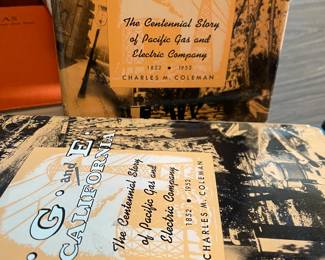 AS
The Centennial Story
of Pacific Gas and
Electric Company
1852 • 1952
CHARLES M. COLEMAN
. G. and E.
CALIFORNIA
The Centennial Story
of Pacific Gas and
Electric Company
1852 • 1952
CHARLES M. COLEMAN